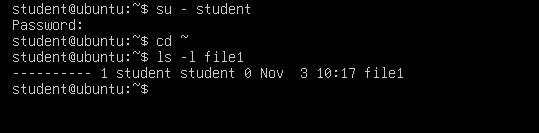 student@ubuntu:~$ su - student
Password:
student@ubuntu:~$ cd ~
student@ubuntu:~$ ls -l file1
---------- 1 student student 0 Nov  3 10:17 file1
student@ubuntu:~$